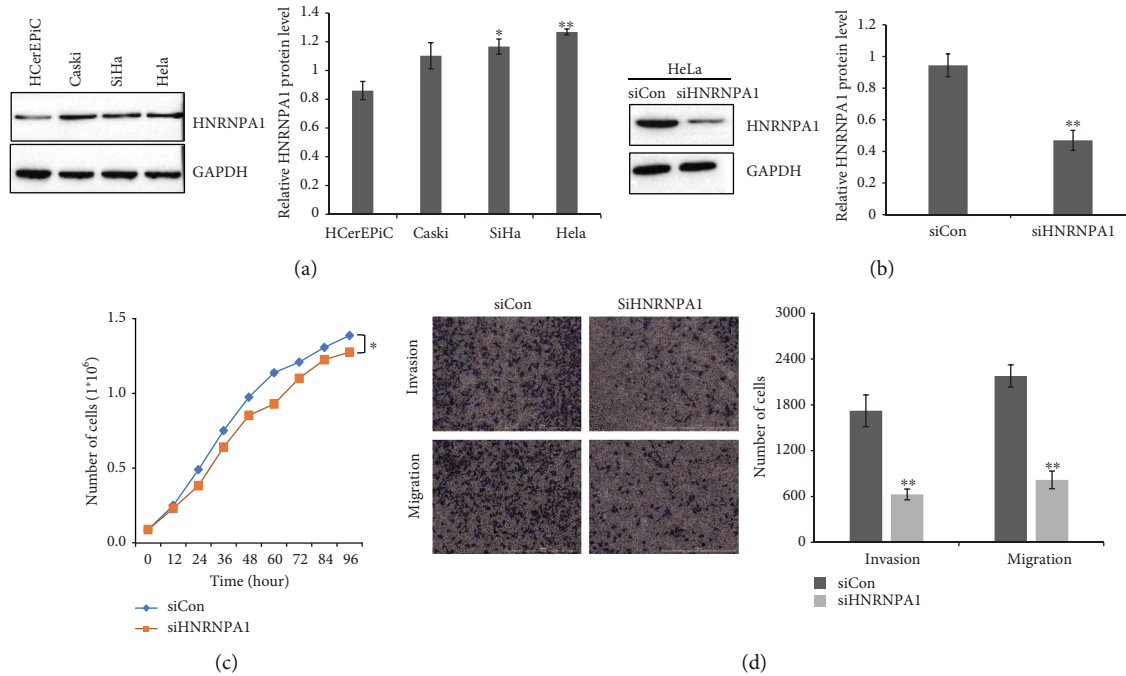 HCerEPiC
Caski
SiHa
Hela
HNRNPA1
GAPDH
Relative HNRNPA1 protein level
1.4
1.2
1
0.8
0.6
0.4
0.2
0
*
**
HCerEPiC Caski SiHa Hela
(a)
HeLa
siCon siHNRNPA1
HNRNPA1
GAPDH
Relative HNRNPA1 protein level
1.2
1
0.8
0.6
0.4
0.2
0
**
siCon siHNRNPA1
(b)
Number of cells (1*10⁶)
1.5
1.0
0.5
0.0
*
0 12 24 36 48 60 72 84 96
Time (hour)
siCon
siHNRNPA1
(c)
siCon SiHNRNPA1
Invasion
Migration
Number of cells
3000
2400
1800
1200
600
0
**
**
Invasion Migration
siCon
siHNRNPA1
(d)